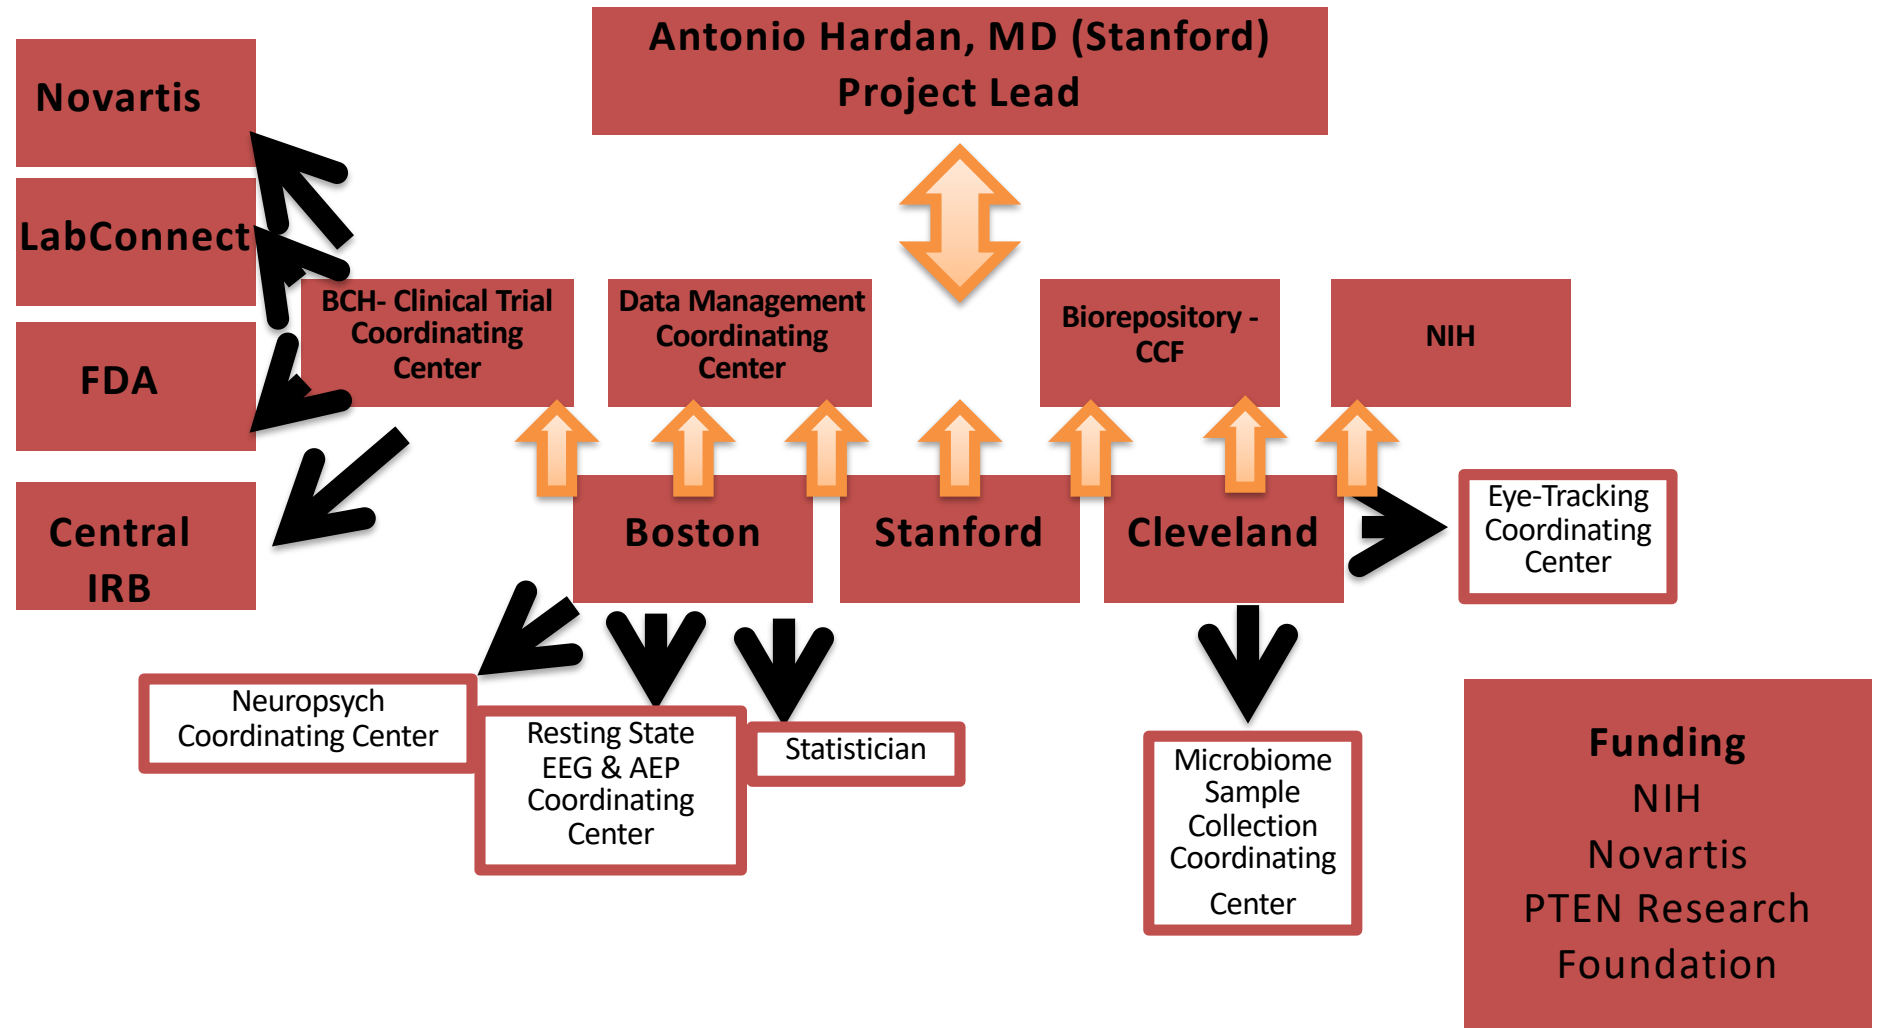 Antonio Hardan, MD (Stanford)
Project Lead
Novartis
LabConnect
FDA
Central
IRB
BCH- Clinical Trial
Coordinating
Center
Data Management
Coordinating
Center
Biorepository -
CCF
NIH
Boston
Stanford
Cleveland
Eye-Tracking
Coordinating
Center
Neuropsych
Coordinating Center
Resting State
EEG & AEP
Coordinating
Center
Statistician
Microbiome
Sample
Collection
Coordinating
Center
Funding
NIH
Novartis
PTEN Research
Foundation